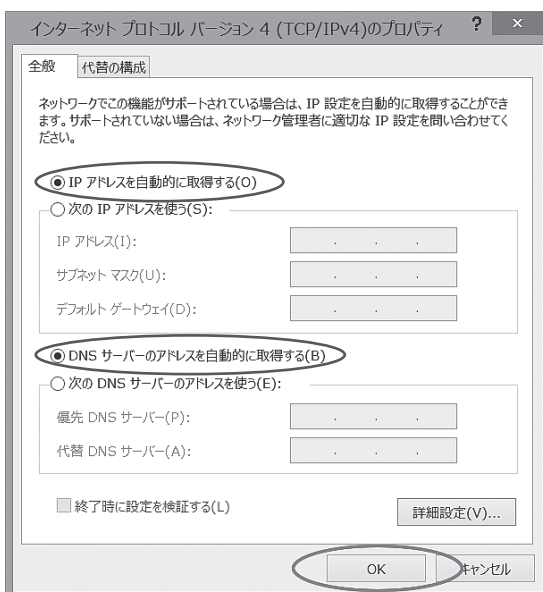 インターネット プロトコル バージョン 4 (TCP/IPv4)のプロパティ ? ×
全般 代替の構成
ネットワークでこの機能がサポートされている場合は、IP 設定を自動的に取得することができ
ます。サポートされていない場合は、ネットワーク管理者に適切な IP 設定を問い合わせてく
ださい。
IP アドレスを自動的に取得する(O)
次の IP アドレスを使う(S):
IP アドレス(I):
サブネット マスク(U):
デフォルト ゲートウェイ(D):
DNS サーバーのアドレスを自動的に取得する(B)
次の DNS サーバーのアドレスを使う(E):
優先 DNS サーバー(P):
代替 DNS サーバー(A):
終了時に設定を検証する(L)
詳細設定(V)...
OK キャンセル